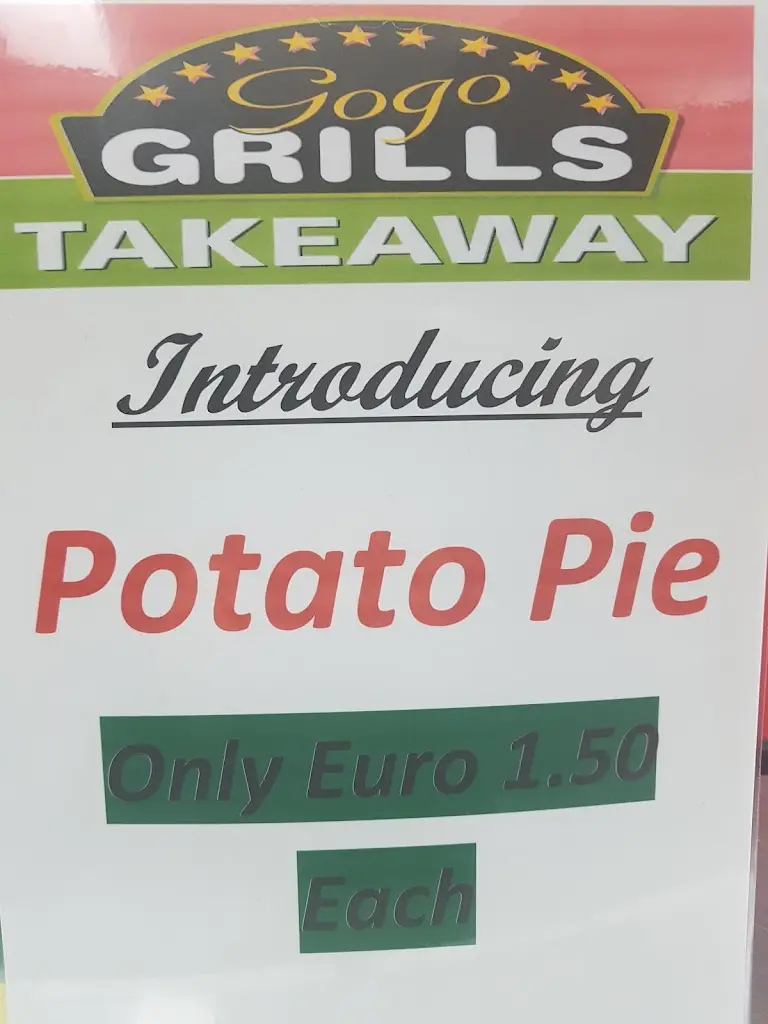 Gogo
GRILLS
TAKEAWAY
Introducing
Potato Pie
Only Euro 1.50
Each